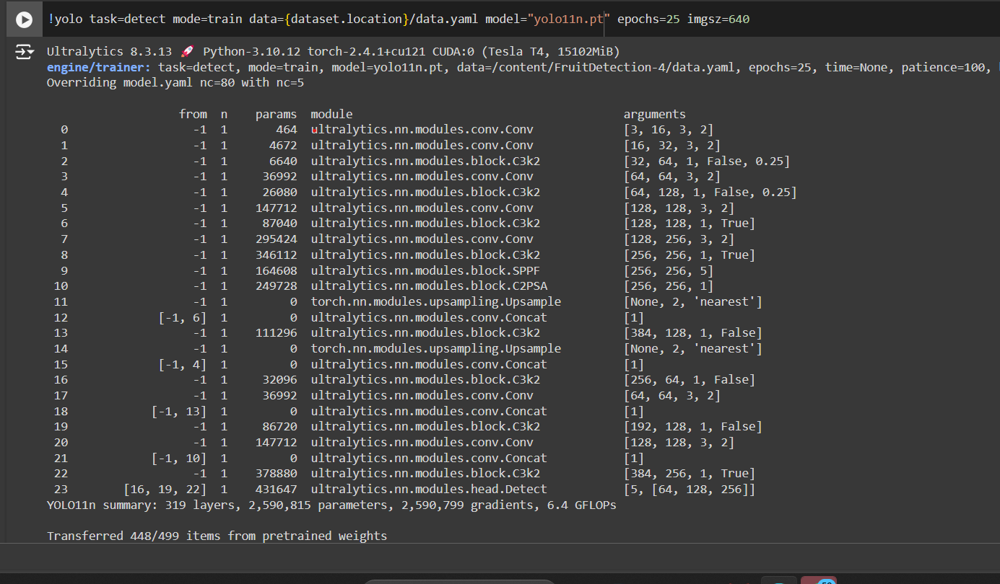 !yolo task=detect mode=train data={dataset.location}/data.yaml model="yolo11n.pt" epochs=25 imgsz=640
Ultralytics 8.3.13 🚀 Python-3.10.12 torch-2.4.1+cu121 CUDA:0 (Tesla T4, 15102MiB)
engine/trainer: task=detect, mode=train, model=yolo11n.pt, data=/content/FruitDetection-4/data.yaml, epochs=25, time=None, patience=100,
Overriding model.yaml nc=80 with nc=5
from n params module arguments
0 -1 1 464 ultralytics.nn.modules.conv.Conv [3, 16, 3, 2]
1 -1 1 4672 ultralytics.nn.modules.conv.Conv [16, 32, 3, 2]
2 -1 1 6640 ultralytics.nn.modules.block.C3k2 [32, 64, 1, False, 0.25]
3 -1 1 36992 ultralytics.nn.modules.conv.Conv [64, 64, 3, 2]
4 -1 1 26080 ultralytics.nn.modules.block.C3k2 [64, 128, 1, False, 0.25]
5 -1 1 147712 ultralytics.nn.modules.conv.Conv [128, 128, 3, 2]
6 -1 1 87040 ultralytics.nn.modules.block.C3k2 [128, 128, 1, True]
7 -1 1 295424 ultralytics.nn.modules.conv.Conv [128, 256, 3, 2]
8 -1 1 346112 ultralytics.nn.modules.block.C3k2 [256, 256, 1, True]
9 -1 1 164608 ultralytics.nn.modules.block.SPPF [256, 256, 5]
10 -1 1 249728 ultralytics.nn.modules.block.C2PSA [256, 256, 1]
11 -1 1 0 torch.nn.modules.upsampling.Upsample [None, 2, 'nearest']
12 [-1, 6] 1 0 ultralytics.nn.modules.conv.Concat [1]
13 -1 1 111296 ultralytics.nn.modules.block.C3k2 [384, 128, 1, False]
14 -1 1 0 torch.nn.modules.upsampling.Upsample [None, 2, 'nearest']
15 [-1, 4] 1 0 ultralytics.nn.modules.conv.Concat [1]
16 -1 1 32096 ultralytics.nn.modules.block.C3k2 [256, 64, 1, False]
17 -1 1 36992 ultralytics.nn.modules.conv.Conv [64, 64, 3, 2]
18 [-1, 13] 1 0 ultralytics.nn.modules.conv.Concat [1]
19 -1 1 86720 ultralytics.nn.modules.block.C3k2 [192, 128, 1, False]
20 -1 1 147712 ultralytics.nn.modules.conv.Conv [128, 128, 3, 2]
21 [-1, 10] 1 0 ultralytics.nn.modules.conv.Concat [1]
22 -1 1 378880 ultralytics.nn.modules.block.C3k2 [384, 256, 1, True]
23 [16, 19, 22] 1 431647 ultralytics.nn.modules.head.Detect [5, [64, 128, 256]]
YOLO11n summary: 319 layers, 2,590,815 parameters, 2,590,799 gradients, 6.4 GFLOPs
Transferred 448/499 items from pretrained weights